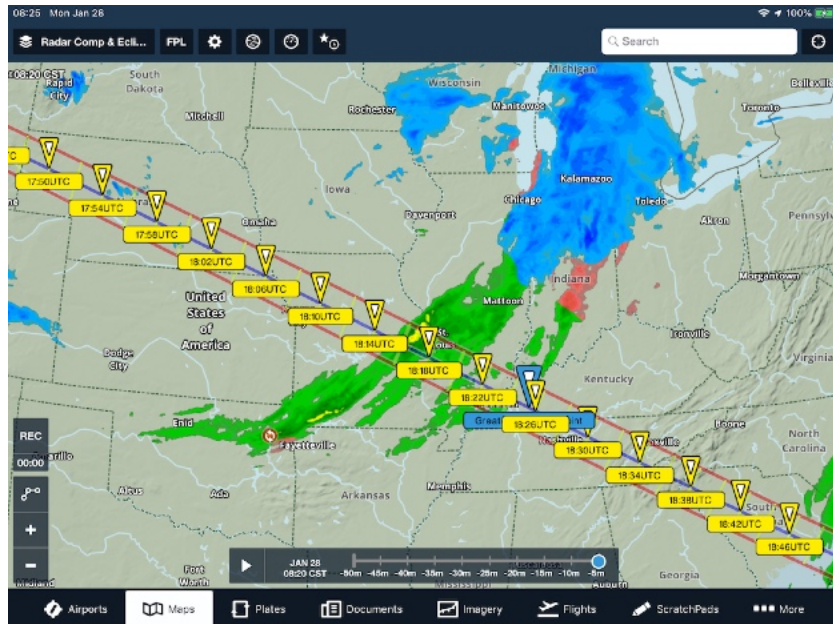 08:25 Mon Jan 28
100%
Radar Comp & Ecli...
FPL
Search
08:20 CST
Rapid
City
South
Dakota
Mitchell
Rochester
Wisconsin
Manitowoc
Michigan
Belleville
Toronto
Iowa
Kalamazoo
Chicago
Toledo
Davenport
Akron
Omaha
17:50UTC
17:54UTC
17:58UTC
18:02UTC
18:06UTC
18:10UTC
18:14UTC
18:18UTC
18:22UTC
18:26UTC
18:30UTC
18:34UTC
18:38UTC
18:42UTC
18:46UTC
United
States
of
America
Mattoon
Indiana
Morgantown
Ironville
Dodge
City
Kentucky
Virginia
Boone
Enid
Fayetteville
North
Carolina
Altus
Ada
Arkansas
Memphis
Fort
Worth
Georgia
REC
00:00
+
−
JAN 28
08:20 CST
-50m -45m -40m -35m -30m -25m -20m -15m -10m -5m
Airports
Maps
Plates
Documents
Imagery
Flights
ScratchPads
More